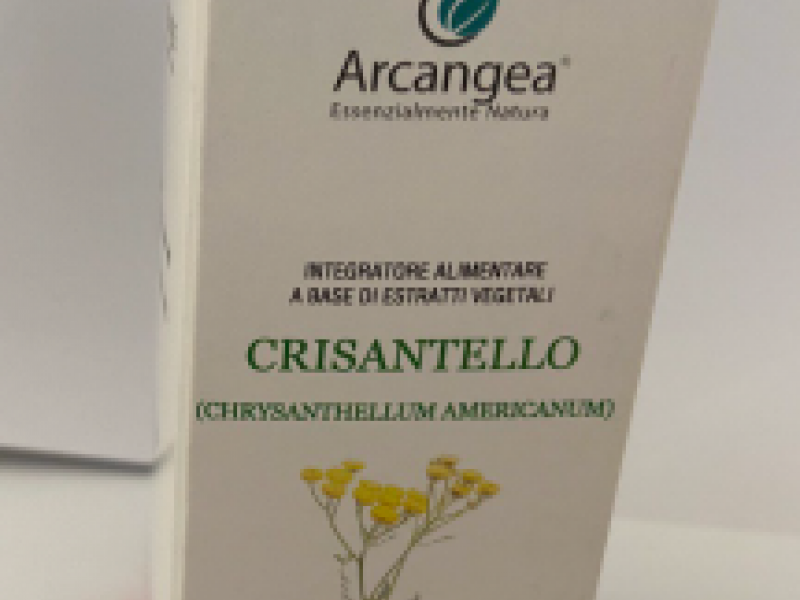 Arcangea®
Essenzialmente Natura
INTEGRATORE ALIMENTARE
A BASE DI ESTRATTI VEGETALI
CRISANTELLO
(CHRYSANTHELLUM AMERICANUM)